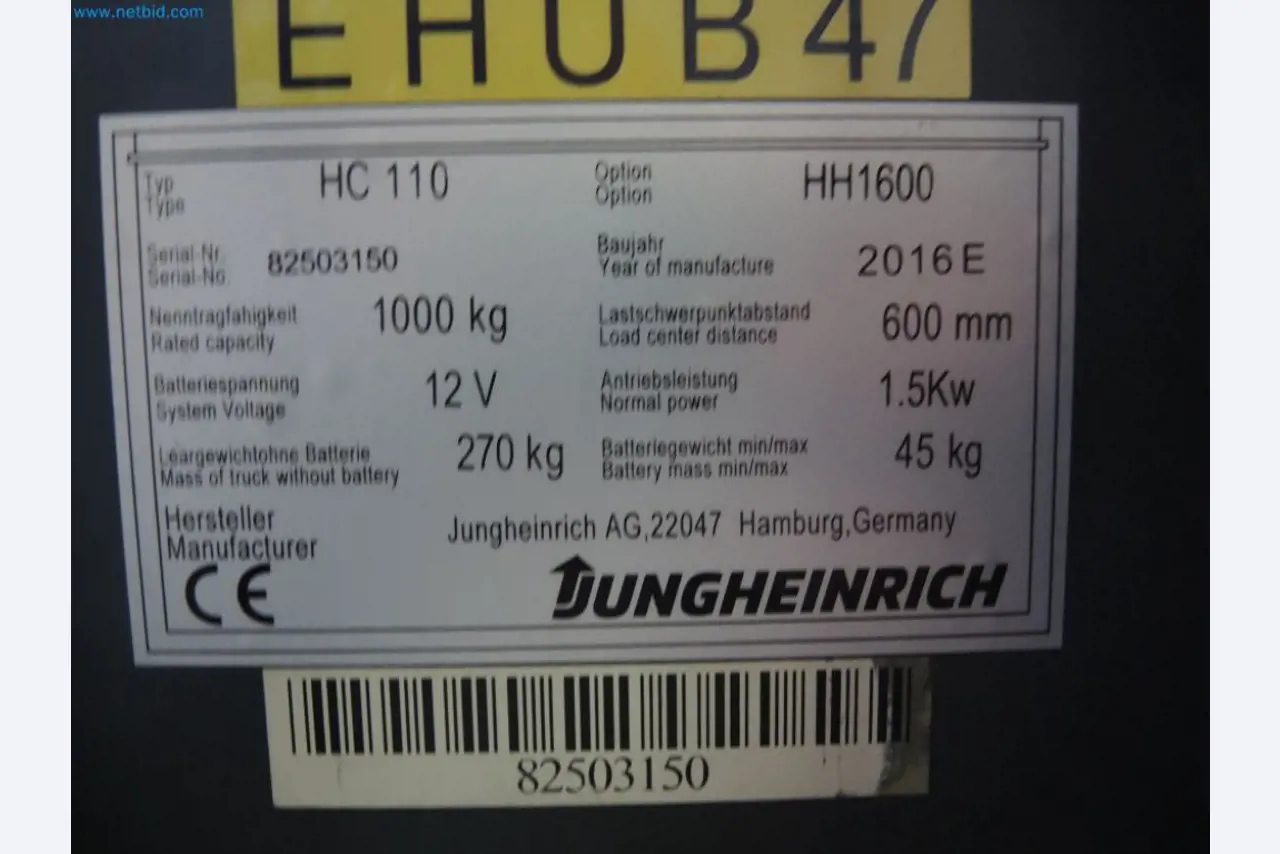 www.netbid.com
EHUB47
Typ
Type
HC 110
Option
Option
HH1600
Serial-Nr.
Serial-No.
82503150
Baujahr
Year of manufacture
2016 E
Nenntragfahigkeit
Rated capacity
1000 kg
Lastschwerpunktabstand
Load center distance
600 mm
Batteriespannung
System Voltage
12 V
Antriebsleistung
Normal power
1.5Kw
Leargewichtohne Batterie
Mass of truck without battery
270 kg
Batteriegewicht min/max
Battery mass min/max
45 kg
Hersteller
Manufacturer
Jungheinrich AG,22047 Hamburg,Germany
CE
JUNGHEINRICH
82503150